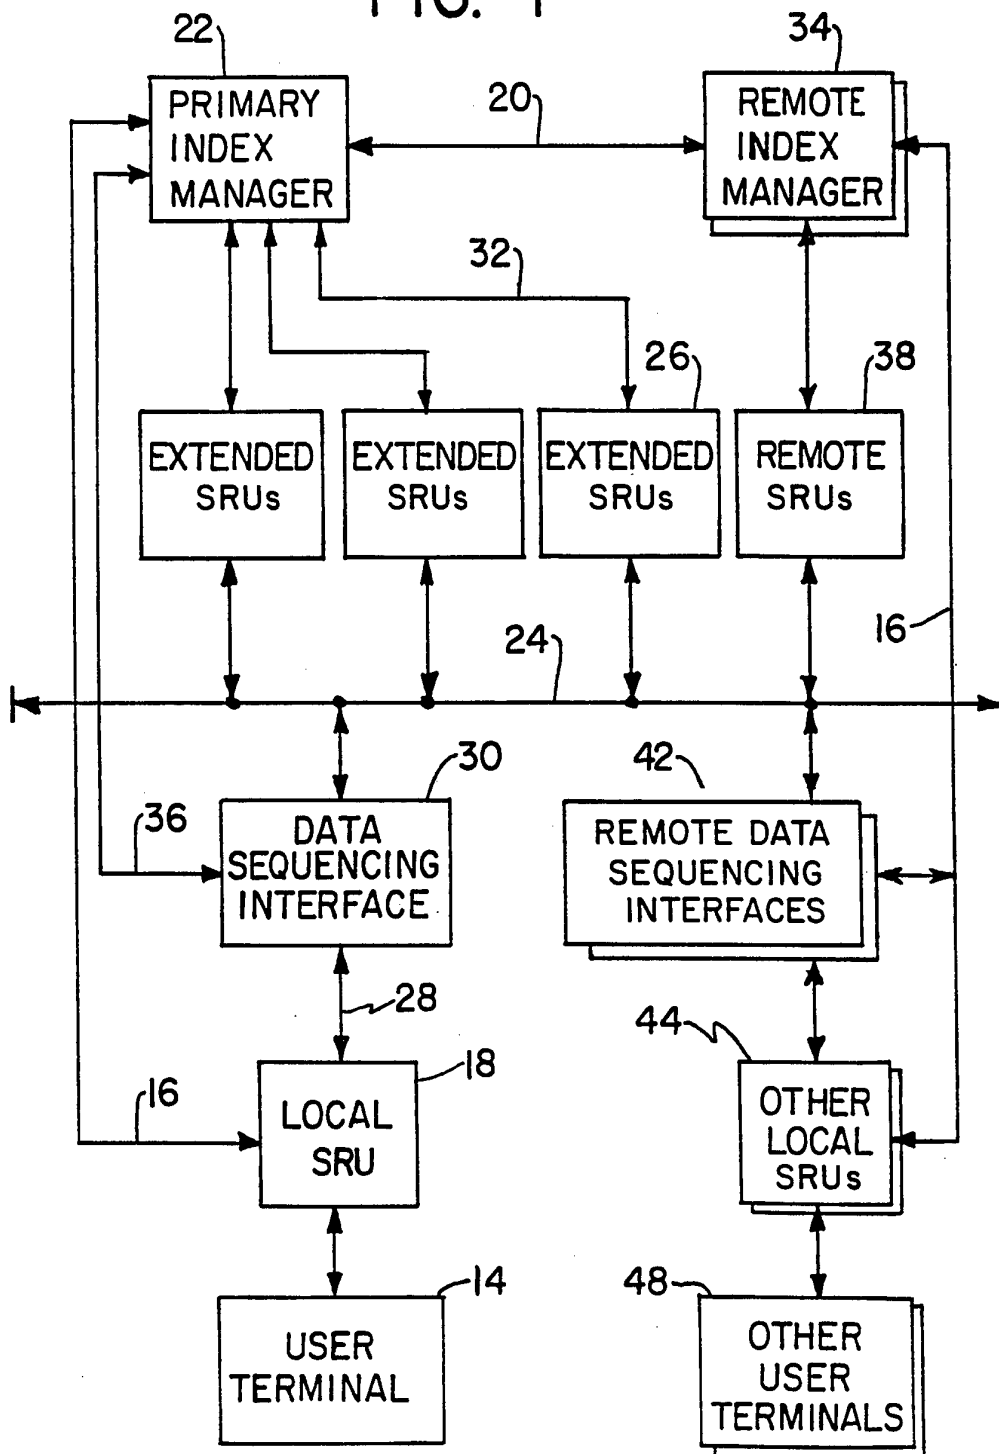 FIG. 1
22
34
PRIMARY
INDEX
MANAGER
20
REMOTE
INDEX
MANAGER
32
26
38
EXTENDED
SRUs
EXTENDED
SRUs
EXTENDED
SRUs
REMOTE
SRUs
16
24
30
42
36
DATA
SEQUENCING
INTERFACE
REMOTE DATA
SEQUENCING
INTERFACES
28
44
18
16
LOCAL
SRU
OTHER
LOCAL
SRUs
14
48
USER
TERMINAL
OTHER
USER
TERMINALS